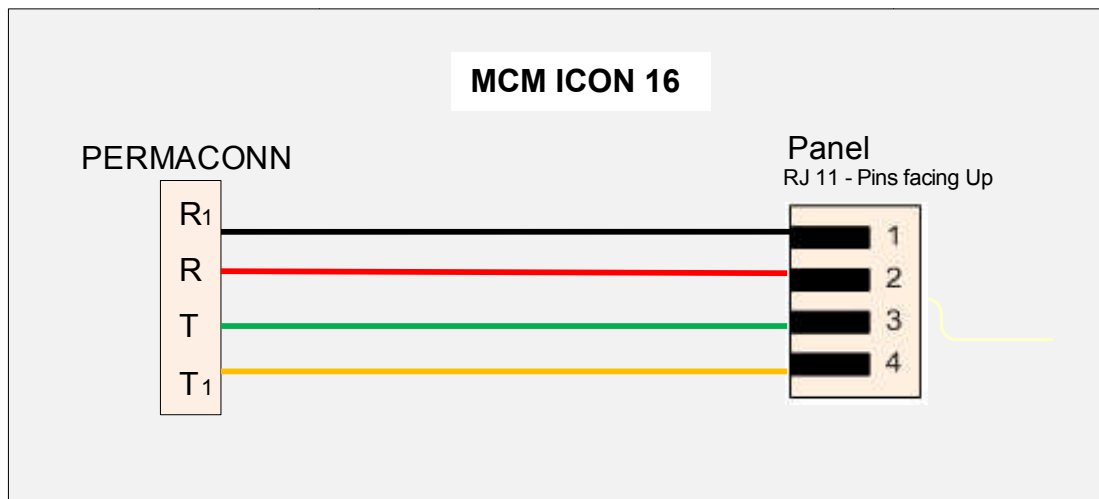 MCM ICON 16
PERMACONN
Panel
RJ 11 - Pins facing Up
R1
R
T
T1
1
2
3
4